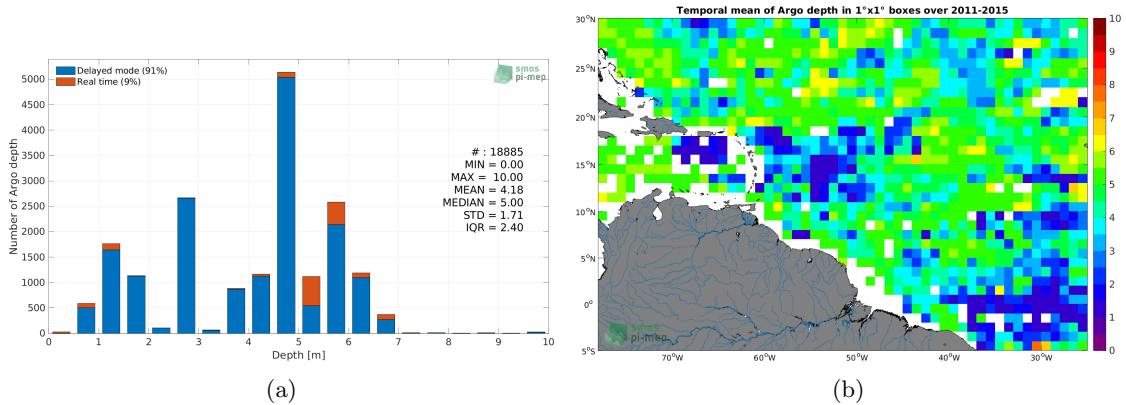 Delayed mode (91%)
Real time (9%)
smos
pi-mep
# : 18885
MIN = 0.00
MAX = 10.00
MEAN = 4.18
MEDIAN = 5.00
STD = 1.71
IQR = 2.40
Number of Argo depth
5000
4500
4000
3500
3000
2500
2000
1500
1000
500
0
0 1 2 3 4 5 6 7 8 9 10
Depth [m]
(a)
Temporal mean of Argo depth in 1°x1° boxes over 2011-2015
30°N
25°N
20°N
15°N
10°N
5°N
0°
5°S
70°W 60°W 50°W 40°W 30°W
smos
pi-mep
10
9
8
7
6
5
4
3
2
1
0
(b)